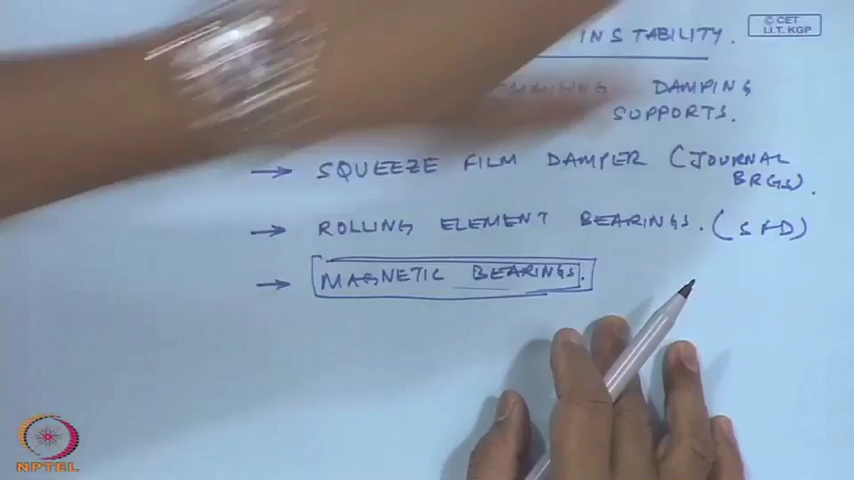 INSTABILITY.
© CET
I.I.T. KGP
DAMPING
SUPPORTS.
→ SQUEEZE FILM DAMPER (JOURNAL
BRGS).
→ ROLLING ELEMENT BEARINGS. (SFD)
→ MAGNETIC BEARINGS.
NPTEL